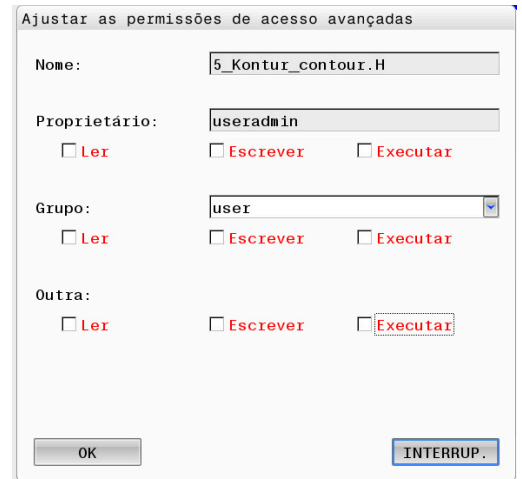 Ajustar as permissões de acesso avançadas
Nome: 5_Kontur_contour.H
Proprietário: useradmin
Ler Escrever Executar
Grupo: user
Ler Escrever Executar
Outra:
Ler Escrever Executar
OK INTERRUP.